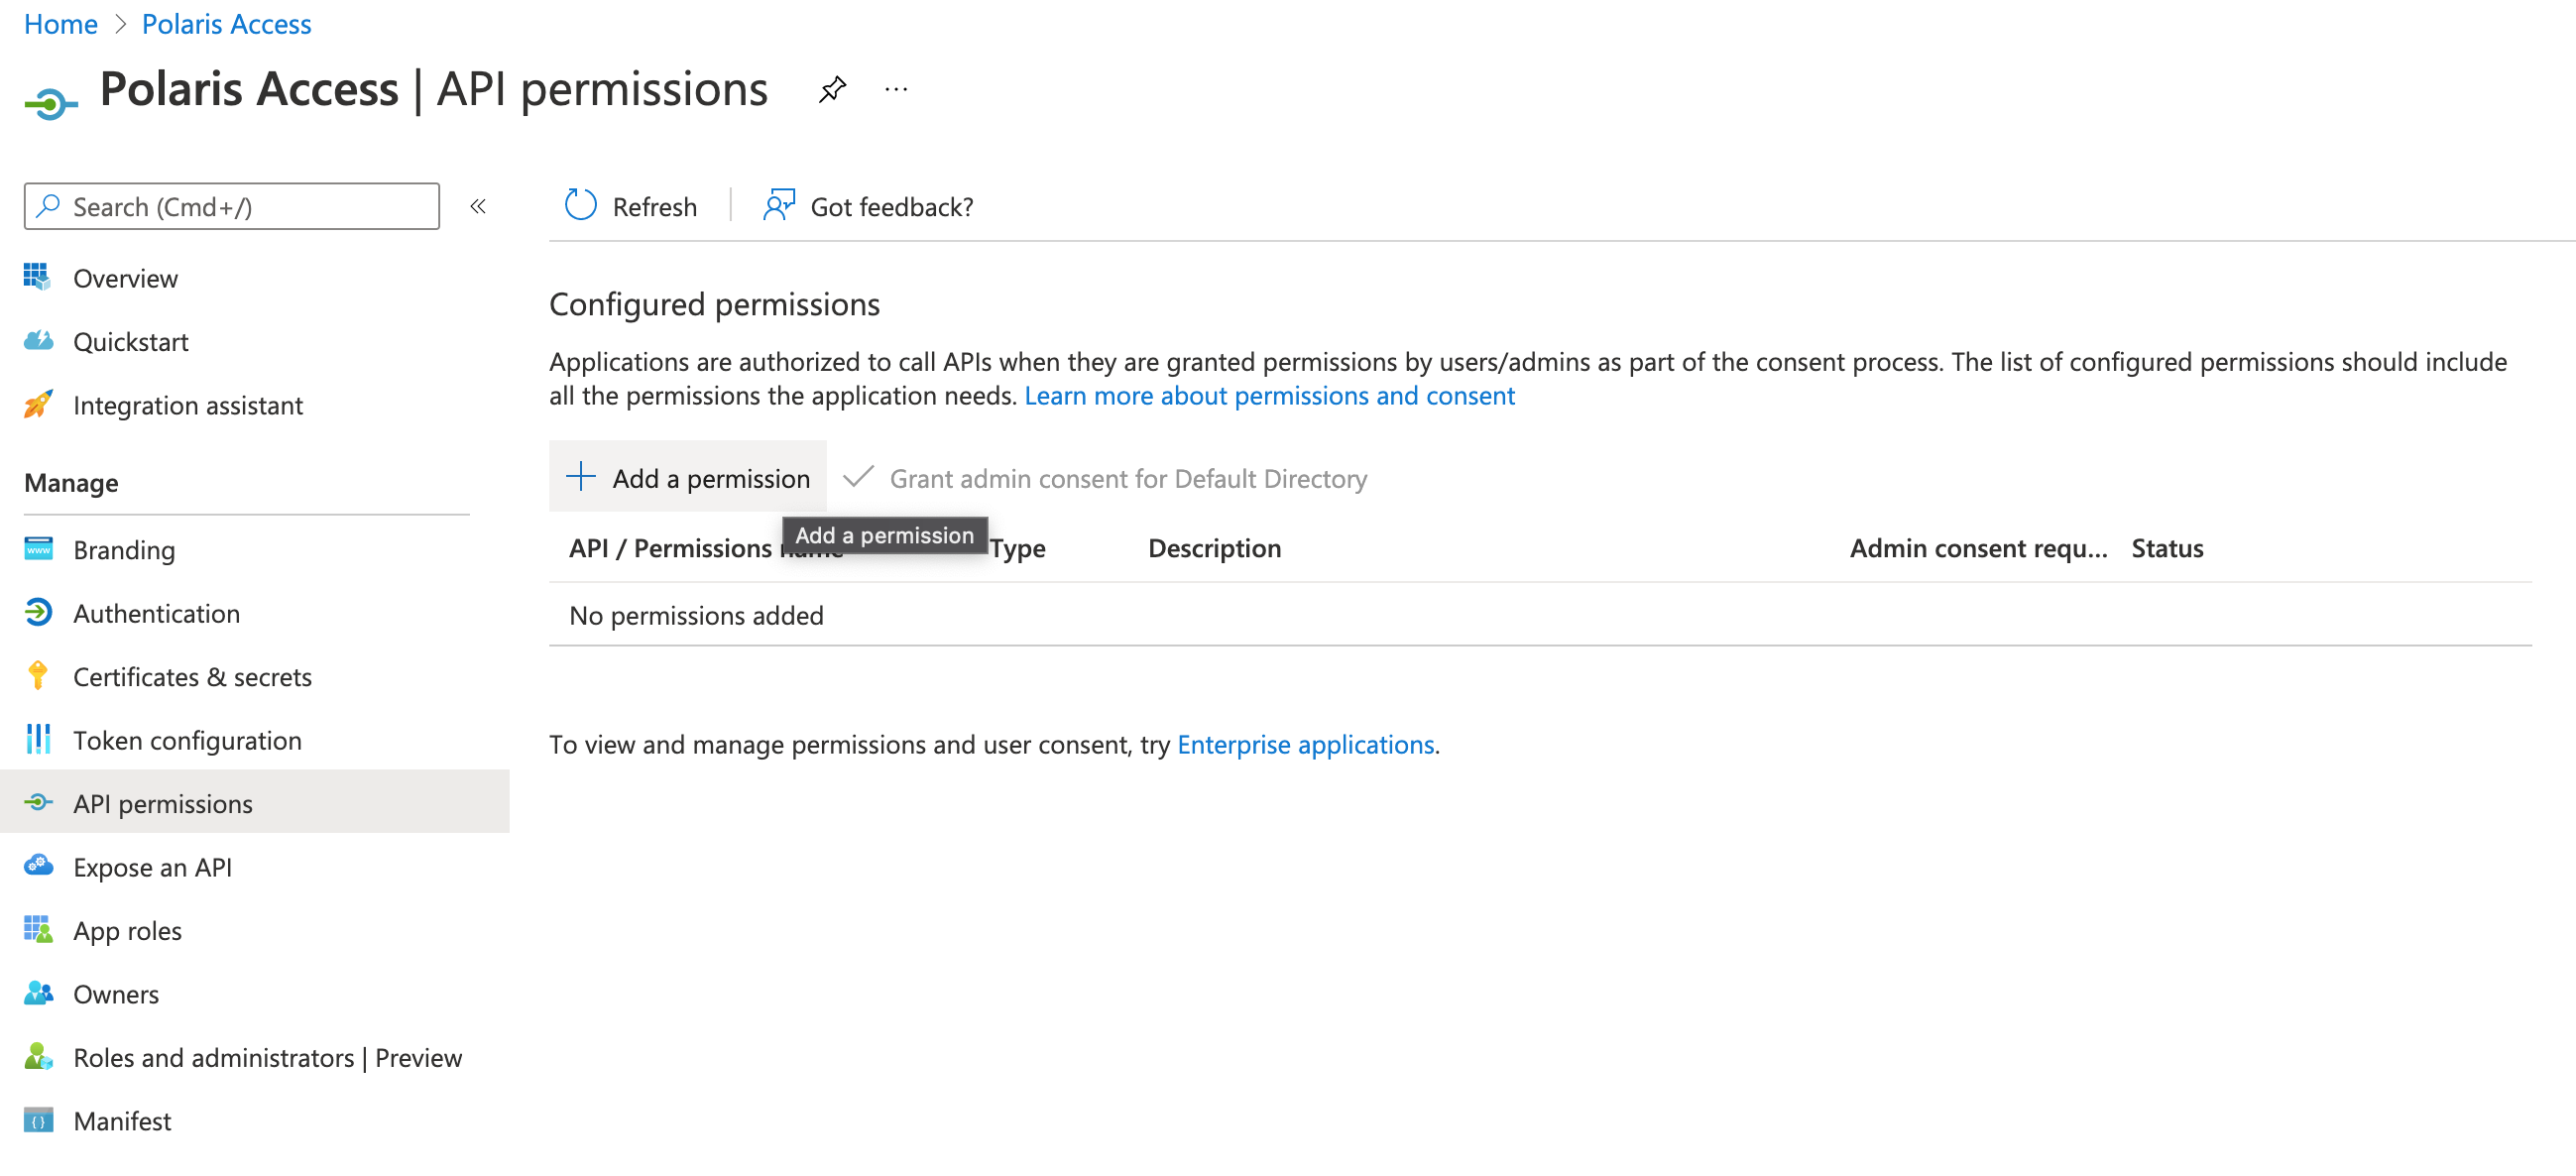 Home > Polaris Access
Polaris Access | API permissions ...
Search (Cmd+/) «
Refresh | Got feedback?
Overview
Quickstart
Integration assistant
Manage
Branding
Authentication
Certificates & secrets
Token configuration
API permissions
Expose an API
App roles
Owners
Roles and administrators | Preview
Manifest
Configured permissions
Applications are authorized to call APIs when they are granted permissions by users/admins as part of the consent process. The list of configured permissions should include
all the permissions the application needs. Learn more about permissions and consent
Add a permission Grant admin consent for Default Directory
Add a permission
API / Permissions name Type Description Admin consent requ... Status
No permissions added
To view and manage permissions and user consent, try Enterprise applications.